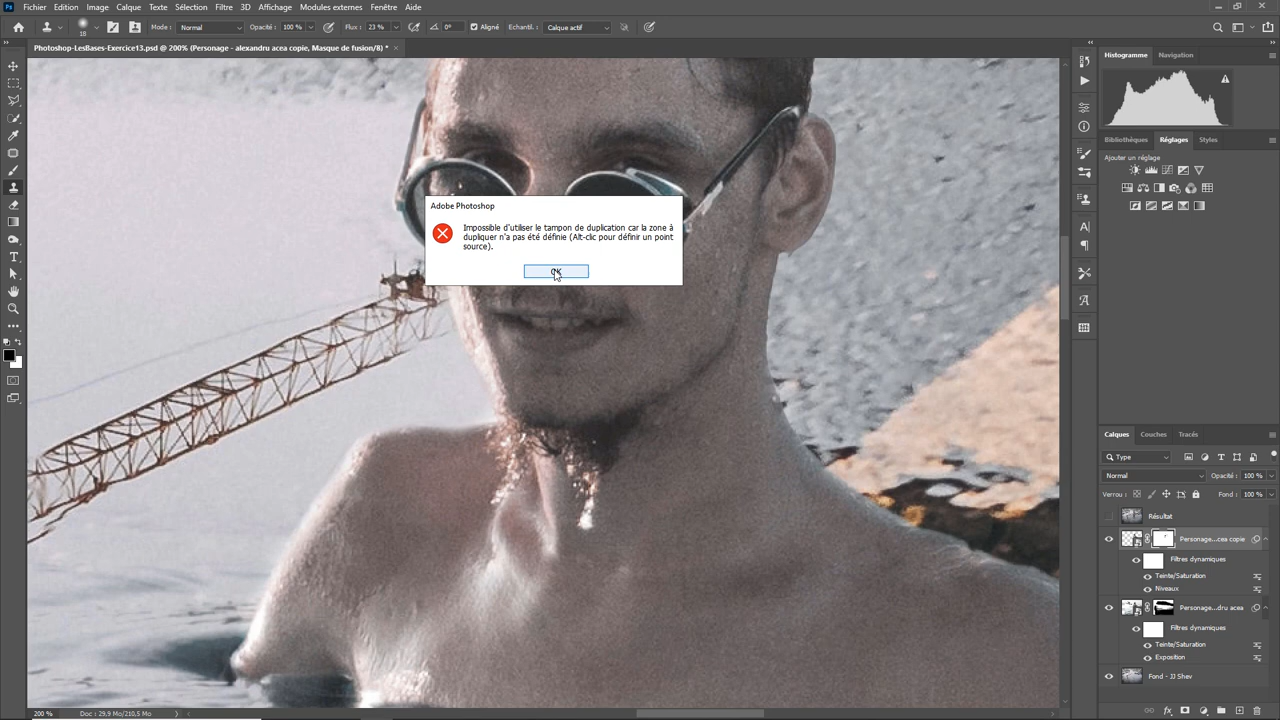 Ps Fichier Edition Image Calque Texte Sélection Filtre 3D Affichage Modules externes Fenêtre Aide
18 Mode : Normal Opacité : 100 % Flux : 23 % 0° Aligné Echantil. : Calque actif
Photoshop-LesBases-Exercice13.psd @ 200% (Personage - alexandru acea copie, Masque de fusion/8) * ×
Histogramme Navigation
Adobe Photoshop
Impossible d'utiliser le tampon de duplication car la zone à
dupliquer n'a pas été définie (Alt-clic pour définir un point
source).
OK
Bibliothèques Réglages Styles
Ajouter un réglage
Calques Couches Tracés
Type
Normal Opacité : 100 %
Verrou : Fond : 100 %
Résultat
Personage...cea copie
Filtres dynamiques
Teinte/Saturation
Niveaux
Personage...dru acea
Filtres dynamiques
Teinte/Saturation
Exposition
Fond - JJ Shev
200 % Doc : 29,9 Mo/210,5 Mo